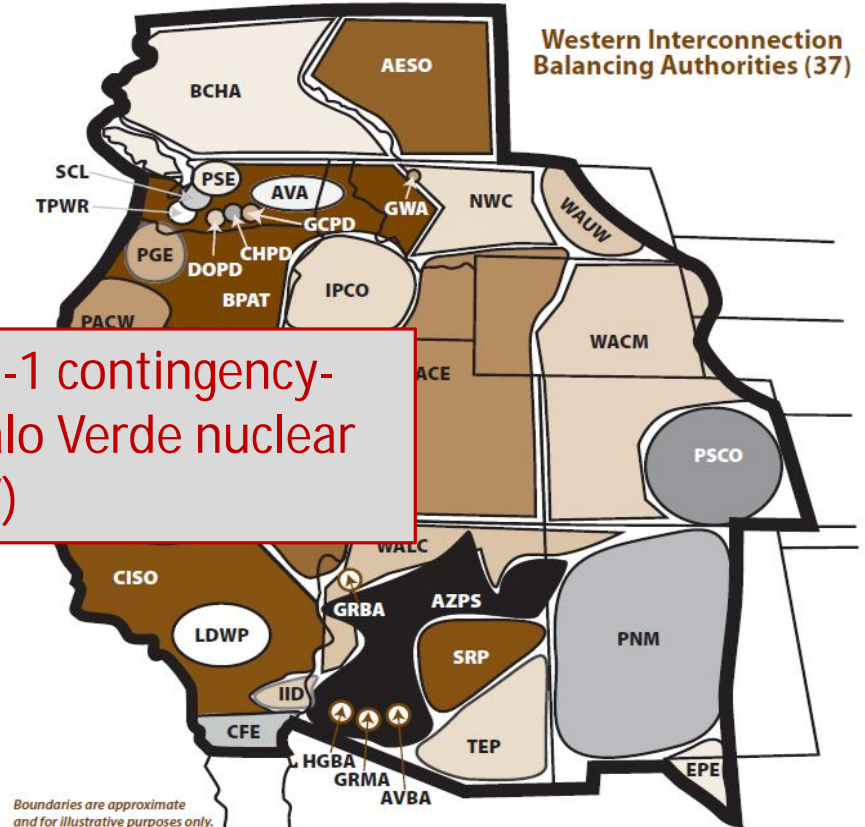 Western Interconnection
Balancing Authorities (37)
AESO
BCHA
SCL
PSE
AVA
TPWR
GWA
NWC
WAUW
GCPD
CHPD
DOPD
PGE
BPAT
IPCO
PACW
WACM
-1 contingency-
ACE
alo Verde nuclear
)
PSCO
WALC
CISO
GRBA
AZPS
LDWP
SRP
PNM
IID
CFE
TEP
HGBA
GRMA
AVBA
EPE
Boundaries are approximate
and for illustrative purposes only.